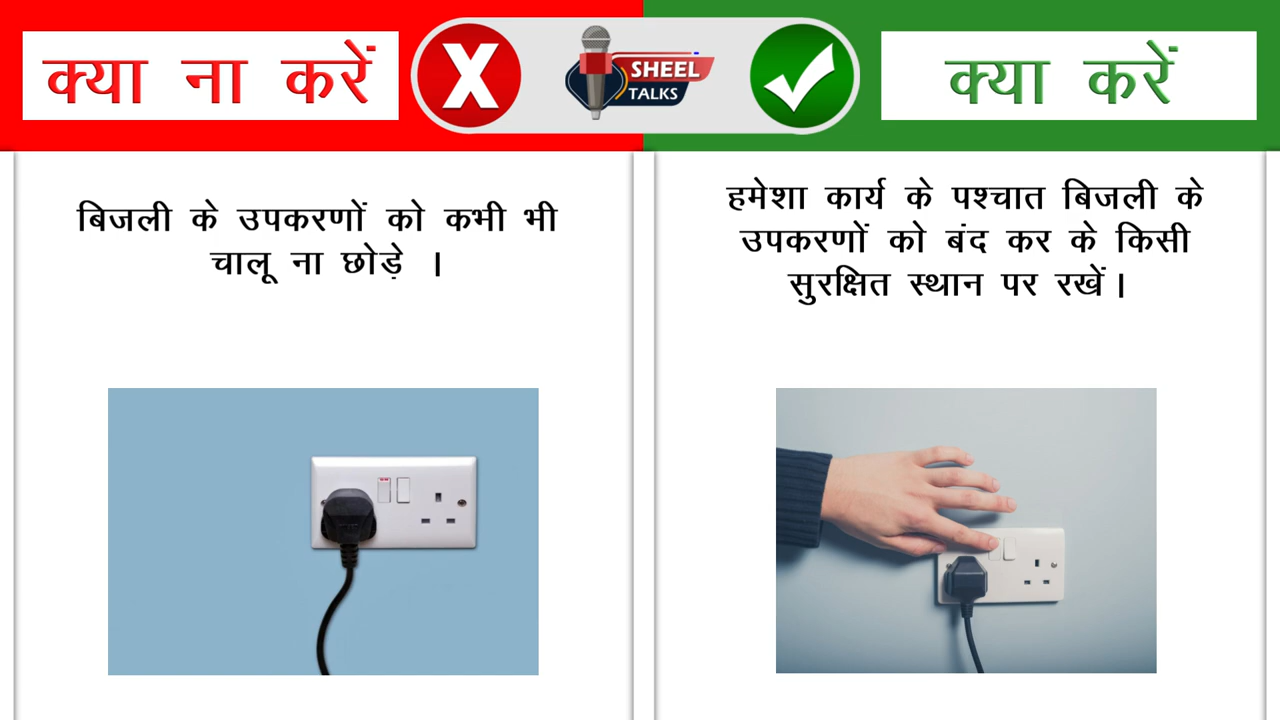 क्या ना करें
X
SHEEL
TALKS
क्या करें
बिजली के उपकरणों को कभी भी
चालू ना छोड़े ।
हमेशा कार्य के पश्चात बिजली के
उपकरणों को बंद कर के किसी
सुरक्षित स्थान पर रखें।